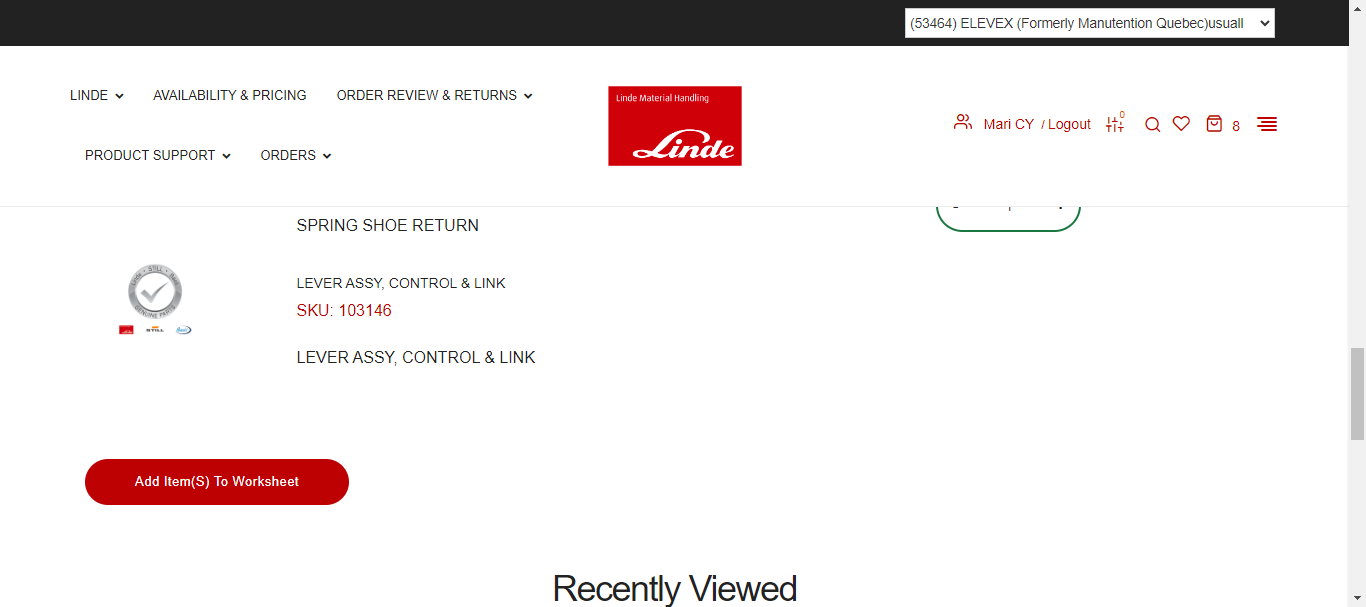 (53464) ELEVEX (Formerly Manutention Quebec)usuall
LINDE
AVAILABILITY & PRICING
ORDER REVIEW & RETURNS
Linde Material Handling
Linde
Mari CY / Logout
0
8
PRODUCT SUPPORT
ORDERS
SPRING SHOE RETURN
LEVER ASSY, CONTROL & LINK
SKU: 103146
LEVER ASSY, CONTROL & LINK
Add Item(S) To Worksheet
Recently Viewed